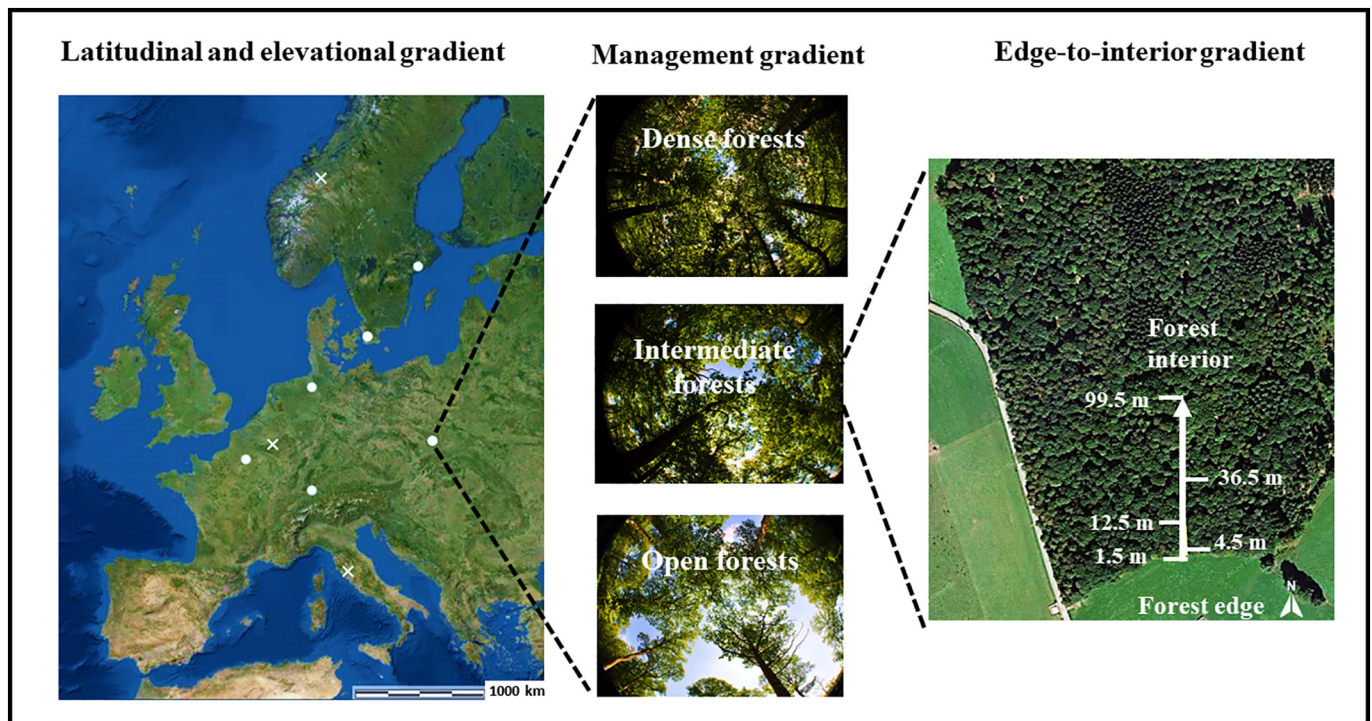 Latitudinal and elevational gradient
Management gradient
Edge-to-interior gradient
Dense forests
Intermediate
forests
Open forests
1000 km
Forest
interior
99.5 m
36.5 m
12.5 m
4.5 m
1.5 m
Forest edge
N